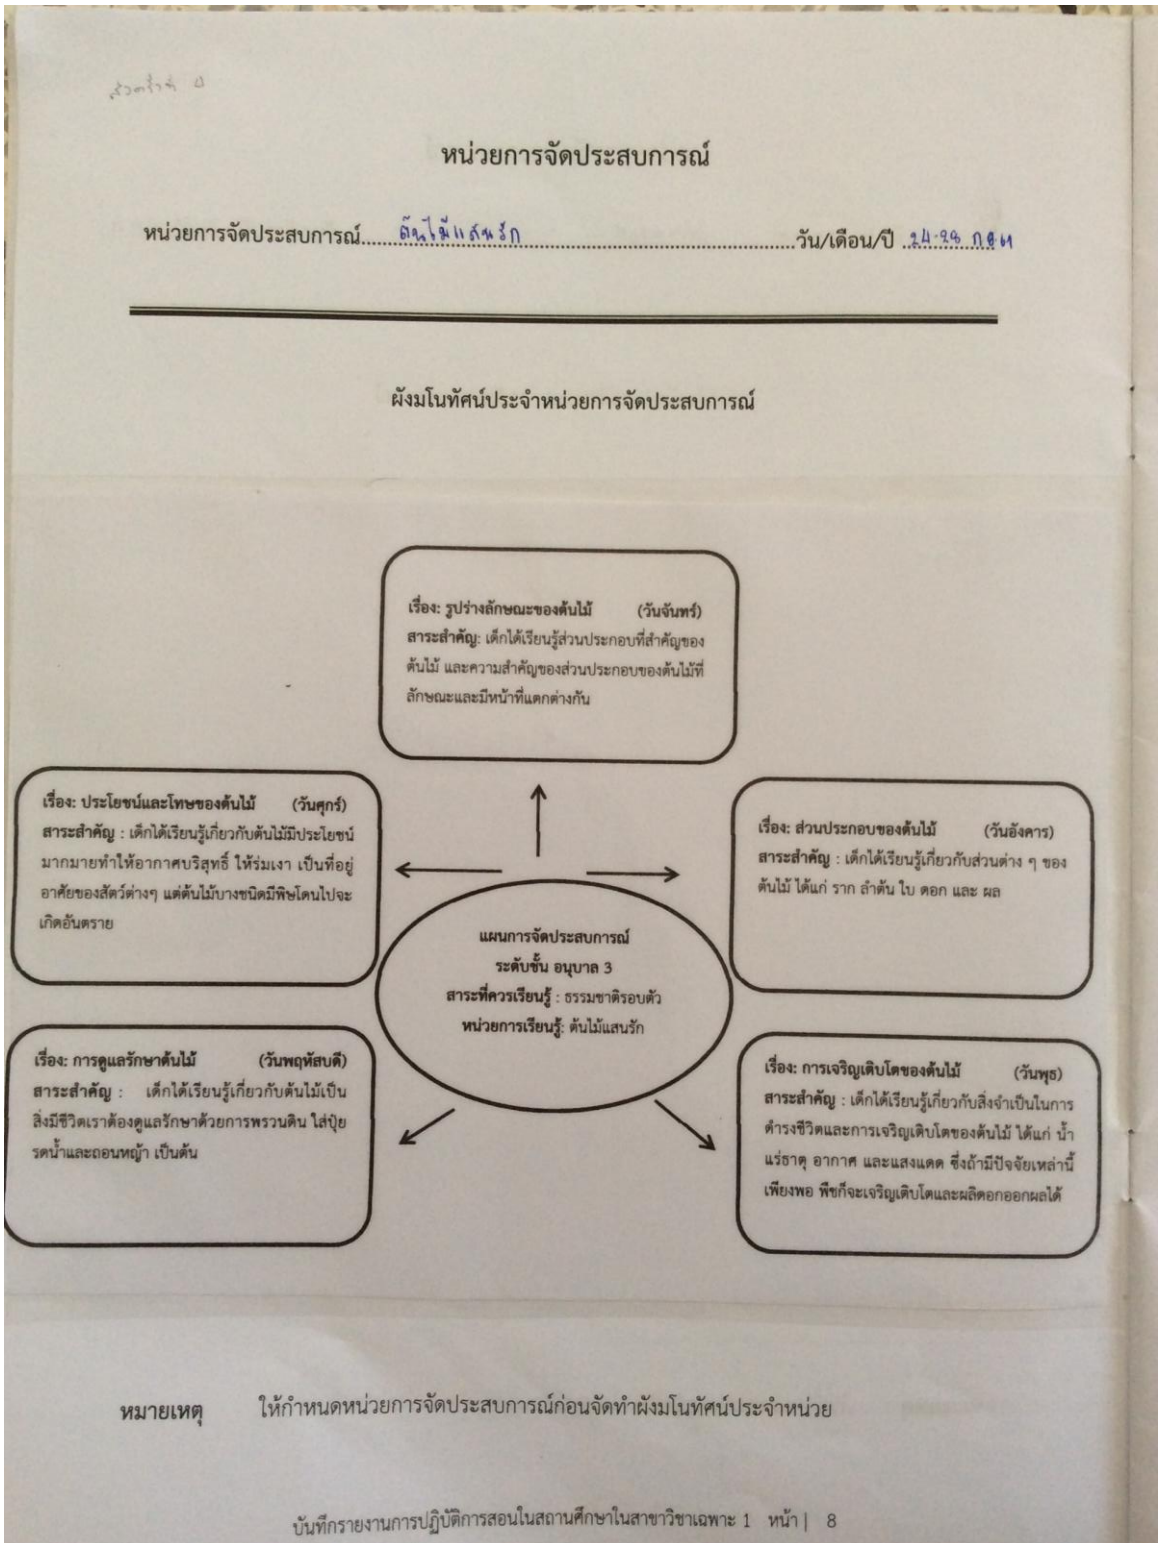 หน่วยการจัดประสบการณ์
หน่วยการจัดประสบการณ์......ต้นไม้แสนรัก......วัน/เดือน/ปี ..24-28
ผังมโนทัศน์ประจำหน่วยการจัดประสบการณ์
เรื่อง: รูปร่างลักษณะของต้นไม้ (วันจันทร์)
สาระสำคัญ: เด็กได้เรียนรู้ส่วนประกอบที่สำคัญของ
ต้นไม้ และความสำคัญของส่วนประกอบของต้นไม้ที่
ลักษณะและมีหน้าที่แตกต่างกัน
เรื่อง: ประโยชน์และโทษของต้นไม้ (วันศุกร์)
สาระสำคัญ : เด็กได้เรียนรู้เกี่ยวกับต้นไม้มีประโยชน์
มากมายทำให้อากาศบริสุทธิ์ ให้ร่มเงา เป็นที่อยู่
อาศัยของสัตว์ต่างๆ แต่ต้นไม้บางชนิดมีพิษโดนไปจะ
เกิดอันตราย
เรื่อง: ส่วนประกอบของต้นไม้ (วันอังคาร)
สาระสำคัญ : เด็กได้เรียนรู้เกี่ยวกับส่วนต่าง ๆ ของ
ต้นไม้ ได้แก่ ราก ลำต้น ใบ ดอก และ ผล
แผนการจัดประสบการณ์
ระดับชั้น อนุบาล 3
สาระที่ควรเรียนรู้ : ธรรมชาติรอบตัว
หน่วยการเรียนรู้: ต้นไม้แสนรัก
เรื่อง: การดูแลรักษาต้นไม้ (วันพฤหัสบดี)
สาระสำคัญ : เด็กได้เรียนรู้เกี่ยวกับต้นไม้เป็น
สิ่งมีชีวิตเราต้องดูแลรักษาด้วยการพรวนดิน ใส่ปุ๋ย
รดน้ำและถอนหญ้า เป็นต้น
เรื่อง: การเจริญเติบโตของต้นไม้ (วันพุธ)
สาระสำคัญ : เด็กได้เรียนรู้เกี่ยวกับสิ่งจำเป็นในการ
ดำรงชีวิตและการเจริญเติบโตของต้นไม้ ได้แก่ น้ำ
แร่ธาตุ อากาศ และแสงแดด ซึ่งถ้ามีปัจจัยเหล่านี้
เพียงพอ พืชก็จะเจริญเติบโตและผลิดอกออกผลได้
หมายเหตุ ให้กำหนดหน่วยการจัดประสบการณ์ก่อนจัดทำผังมโนทัศน์ประจำหน่วย
บันทึกรายงานการปฏิบัติการสอนในสถานศึกษาในสาขาวิชาเฉพาะ 1 หน้า | 8